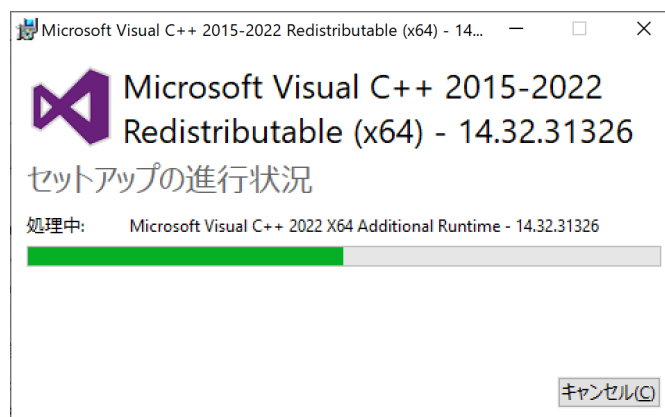 Microsoft Visual C++ 2015-2022 Redistributable (x64) - 14...
Microsoft Visual C++ 2015-2022
Redistributable (x64) - 14.32.31326
セットアップの進行状況
処理中: Microsoft Visual C++ 2022 X64 Additional Runtime - 14.32.31326
キャンセル(C)